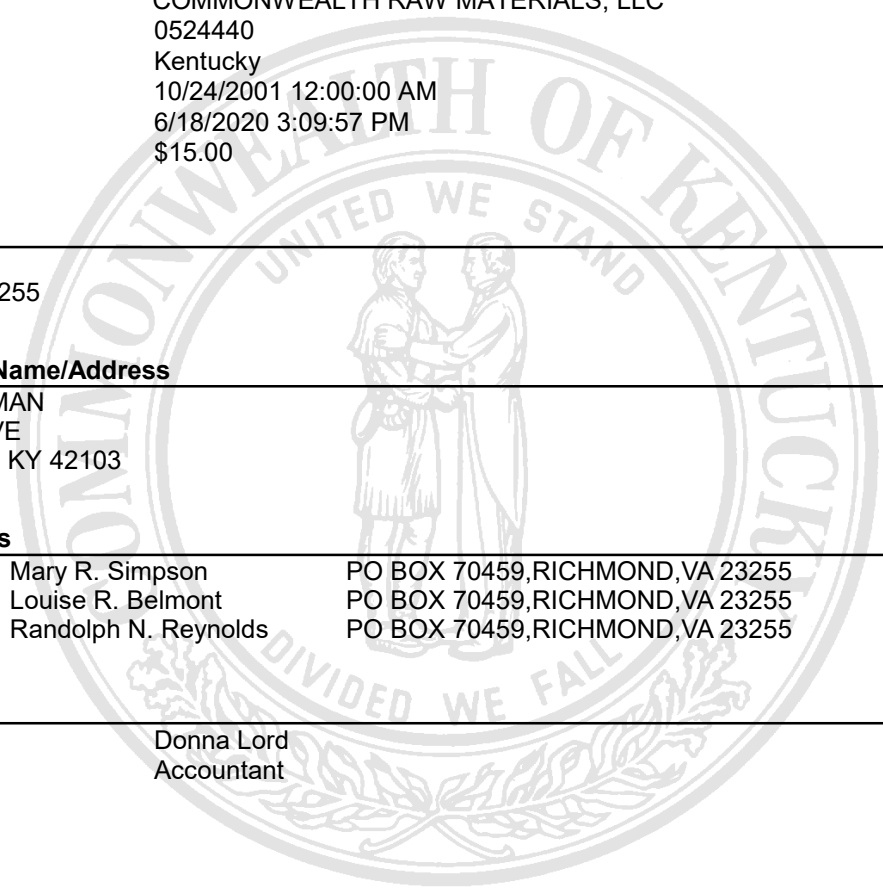 COMMONWEALTH RAW MATERIALS, LLC
0524440
Kentucky
10/24/2001 12:00:00 AM
6/18/2020 3:09:57 PM
$15.00
255
Name/Address
MAN
VE
KY 42103
s
Mary R. Simpson PO BOX 70459,RICHMOND,VA 23255
Louise R. Belmont PO BOX 70459,RICHMOND,VA 23255
Randolph N. Reynolds PO BOX 70459,RICHMOND,VA 23255
Donna Lord
Accountant
COMMONWEALTH OF KENTUCKY
UNITED WE STAND
DIVIDED WE FALL